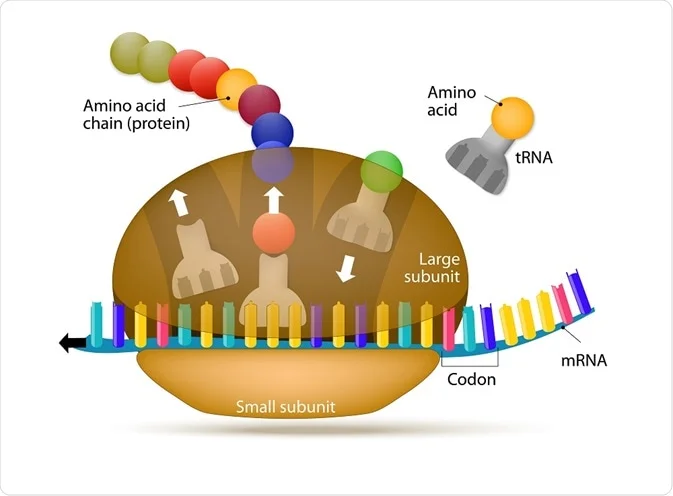 Amino acid
chain (protein)
Amino
acid
tRNA
Large
subunit
mRNA
Codon
Small subunit